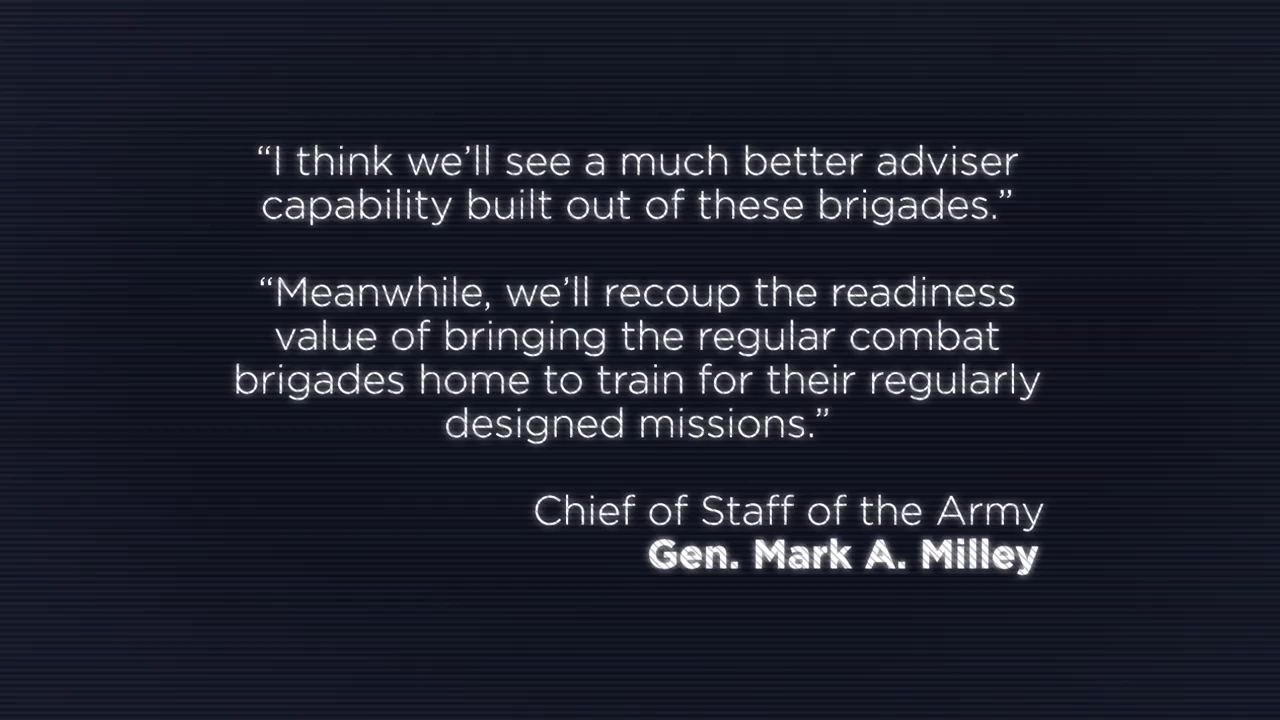 “I think we’ll see a much better adviser
capability built out of these brigades.”
“Meanwhile, we’ll recoup the readiness
value of bringing the regular combat
brigades home to train for their regularly
designed missions.”
Chief of Staff of the Army
Gen. Mark A. Milley